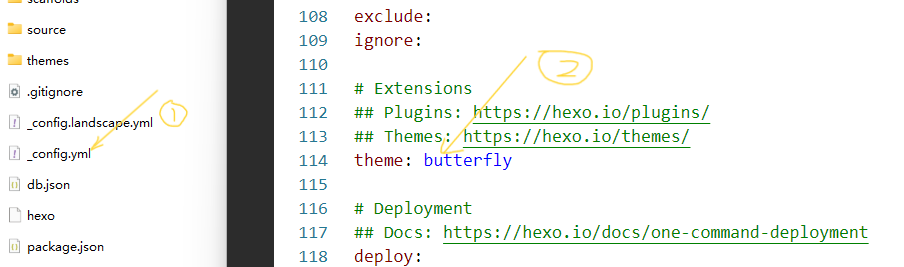 scaffolds
source
themes
.gitignore
_config.landscape.yml
①
_config.yml
db.json
hexo
package.json
108 exclude:
109 ignore:
110
②
111 # Extensions
112 ## Plugins: https://hexo.io/plugins/
113 ## Themes: https://hexo.io/themes/
114 theme: butterfly
115
116 # Deployment
117 ## Docs: https://hexo.io/docs/one-command-deployment
118 deploy: